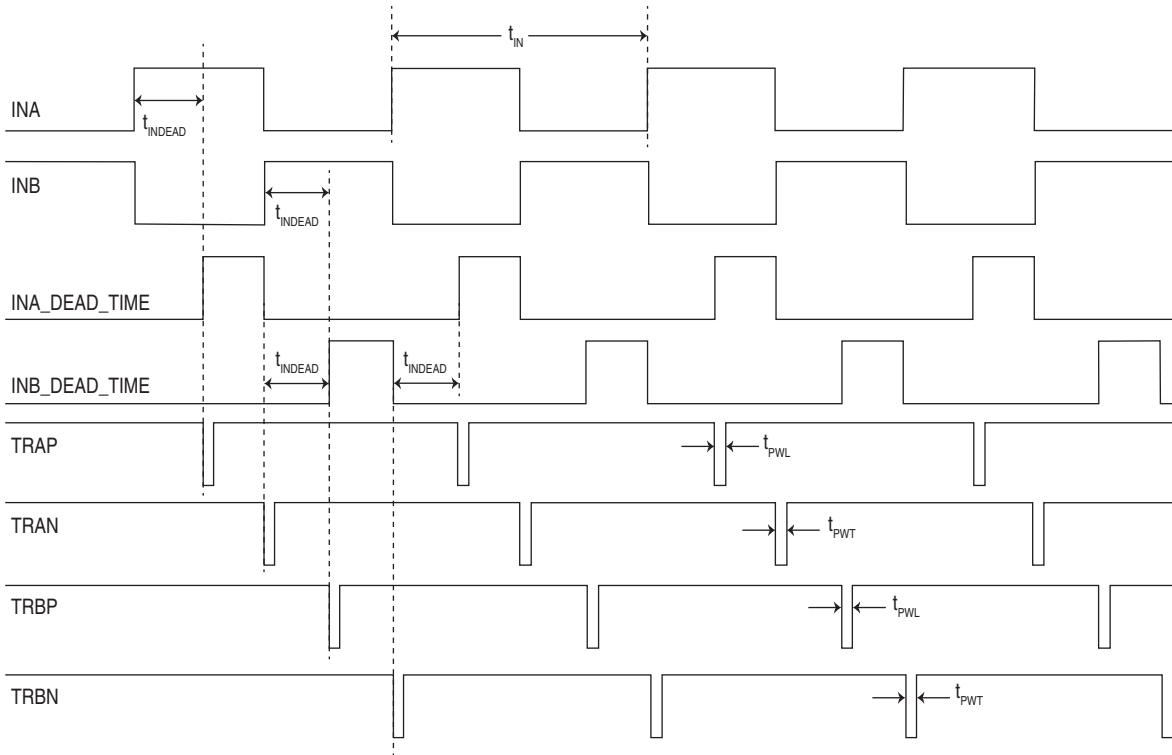 t_IN
INA
t_INDEAD
INB
t_INDEAD
INA_DEAD_TIME
t_INDEAD
t_INDEAD
INB_DEAD_TIME
TRAP
t_PWL
TRAN
t_PWT
TRBP
t_PWL
TRBN
t_PWT